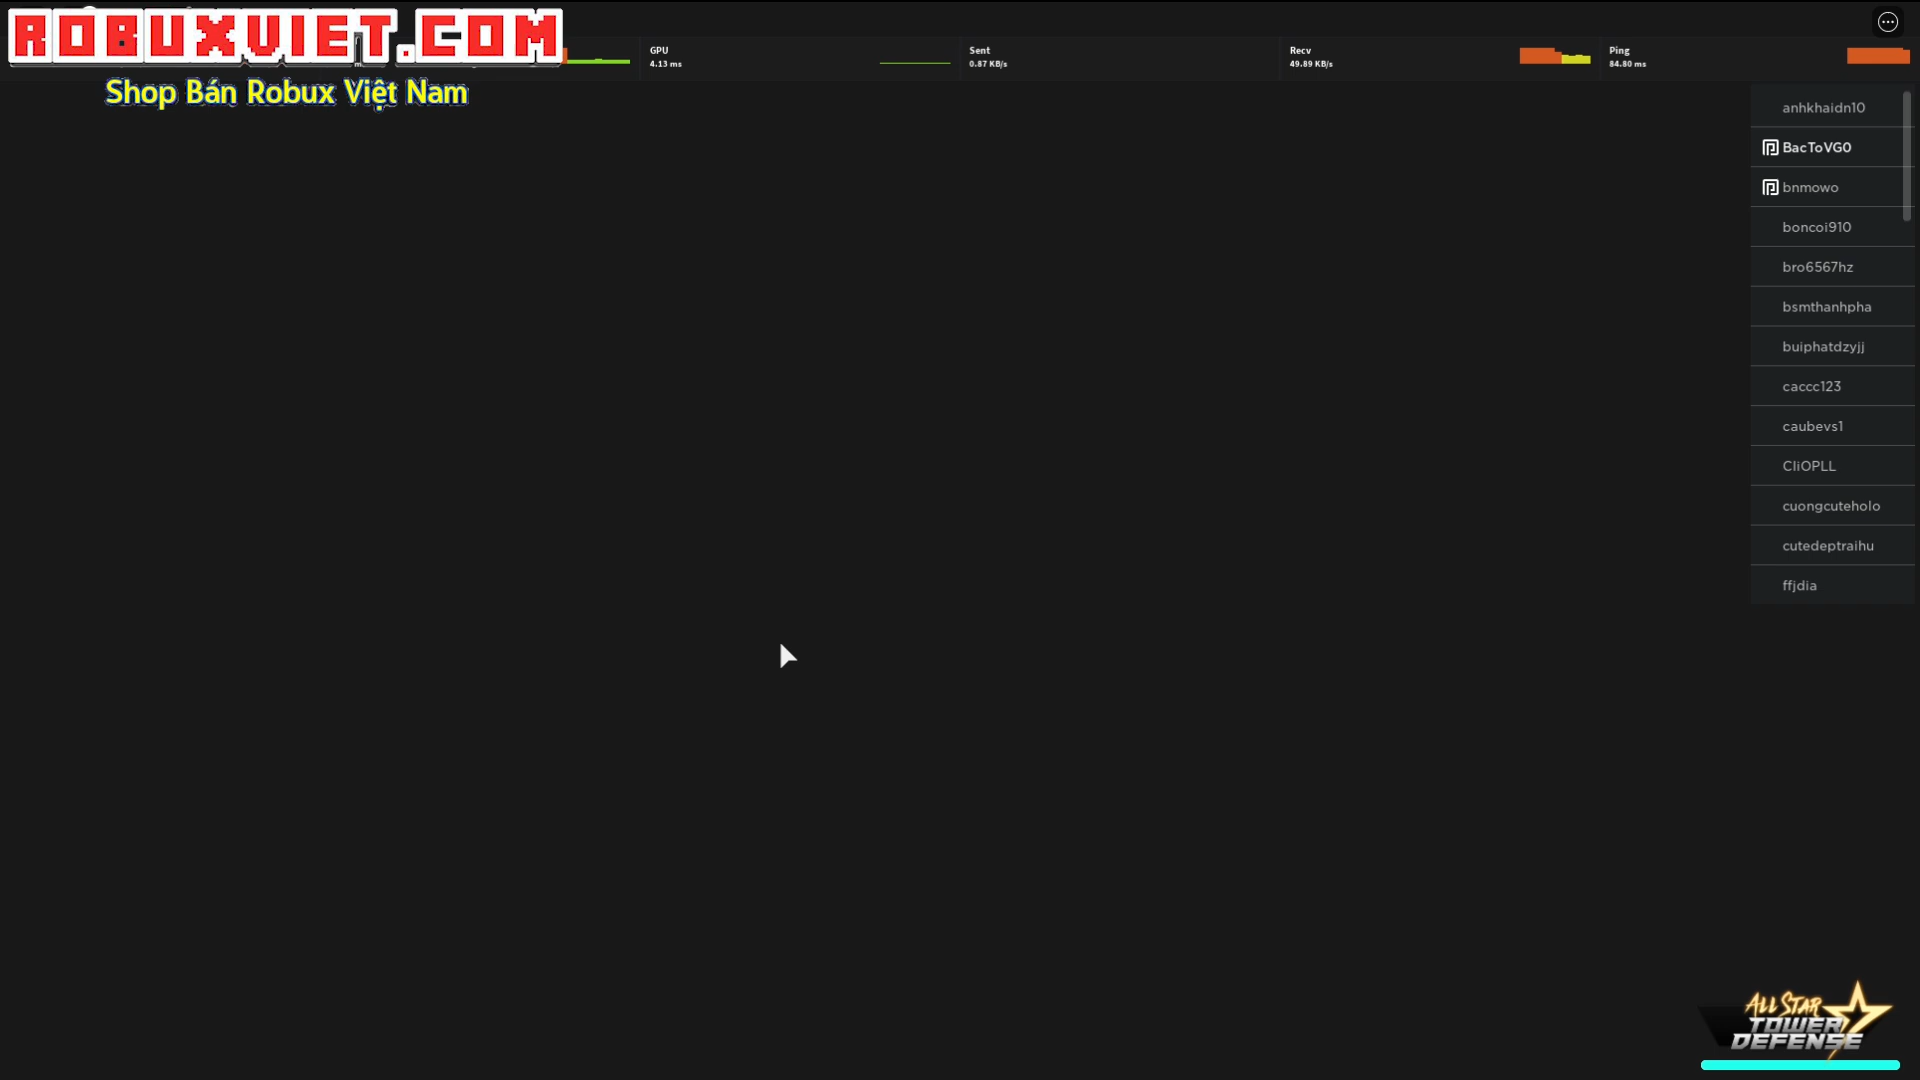 ROBUXVIET.COM
Shop Bán Robux Việt Nam
GPU
4.13 ms
Sent
0.87 KB/s
Recv
49.89 KB/s
Ping
84.80 ms
anhkhaidn10
BacToVG0
bnmowo
boncoi910
bro6567hz
bsmthanhpha
buiphatdzyjj
caccc123
caubevs1
CIiOPLL
cuongcuteholo
cutedeptraihu
ffjdia
ALL STAR
TOWER
DEFENSE